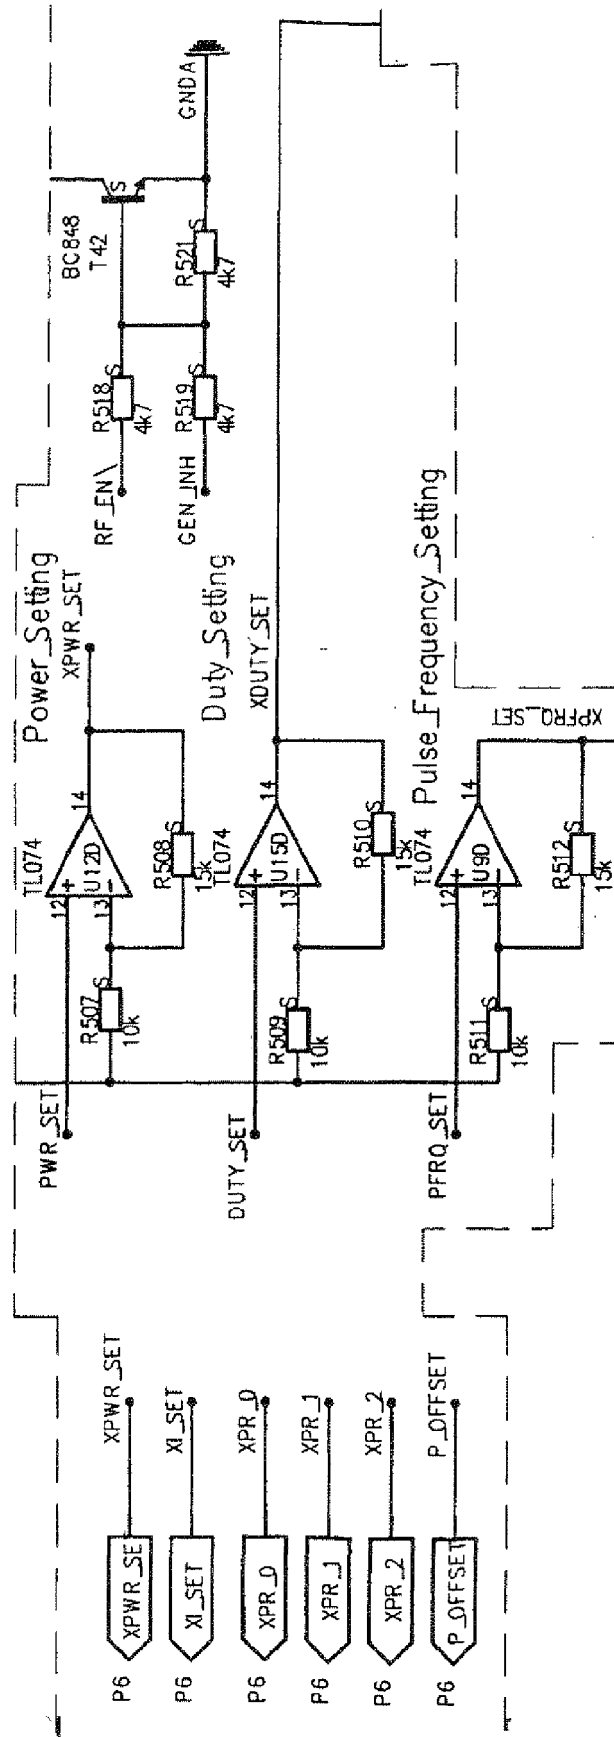 P6
XPWR_SE
XPWR_SET
P6
XI_SET
XI_SET
P6
XPR_0
XPR_0
P6
XPR_1
XPR_1
P6
XPR_2
XPR_2
P6
P_OFFSET
P_OFFSET
PWR_SET
R507
S
10k
12
13
+
−
U12D
TL074
14
R508
S
15k
Power_Setting
XPWR_SET
DUTY_SET
R509
S
10k
12
13
+
−
U15D
TL074
14
R510
S
15k
Duty_Setting
XDUTY_SET
PFRQ_SET
R511
S
10k
12
13
+
−
U9D
TL074
14
R512
S
15k
Pulse_Frequency_Setting
XPFRQ_SET
RF_EN\
R518
S
4k7
GEN_INH
R519
S
4k7
R521
S
4k7
BC848
T42
S
GNDA